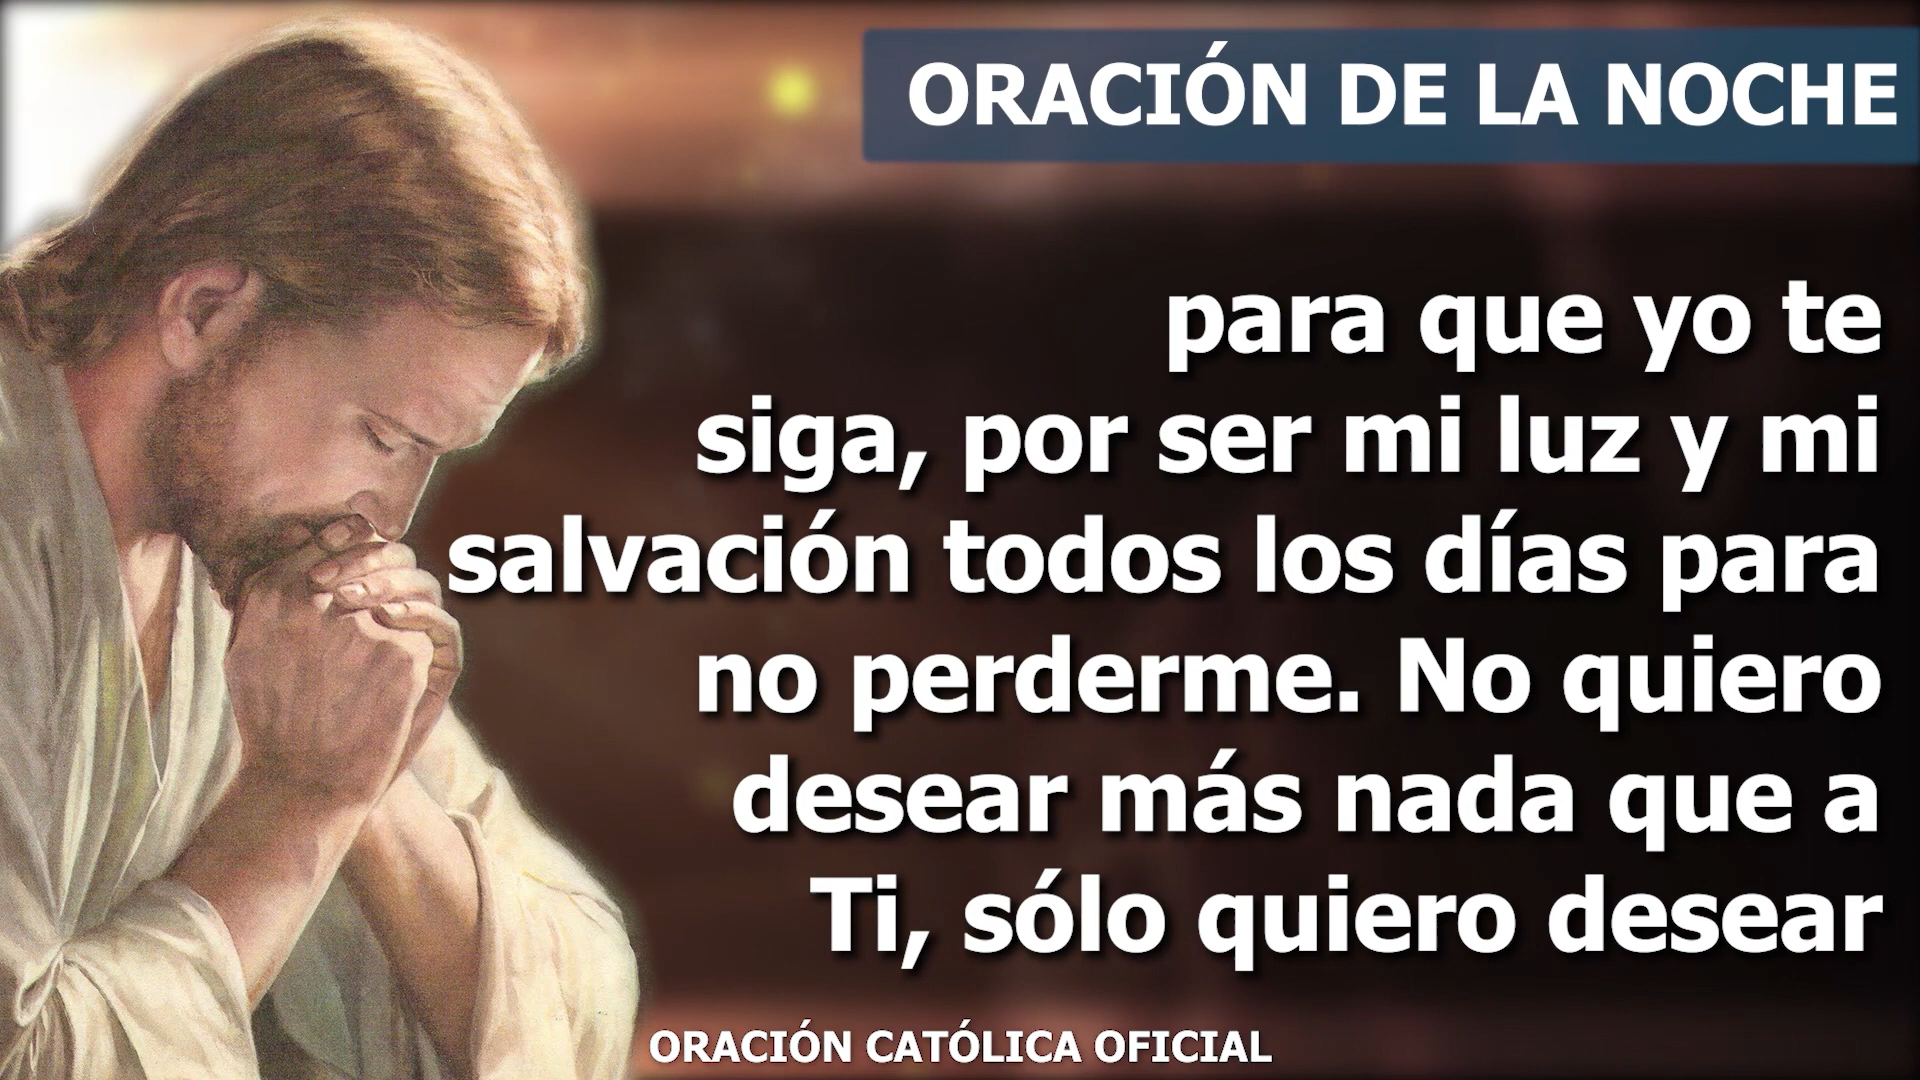 ORACIÓN DE LA NOCHE
para que yo te
siga, por ser mi luz y mi
salvación todos los días para
no perderme. No quiero
desear más nada que a
Ti, sólo quiero desear
ORACIÓN CATÓLICA OFICIAL